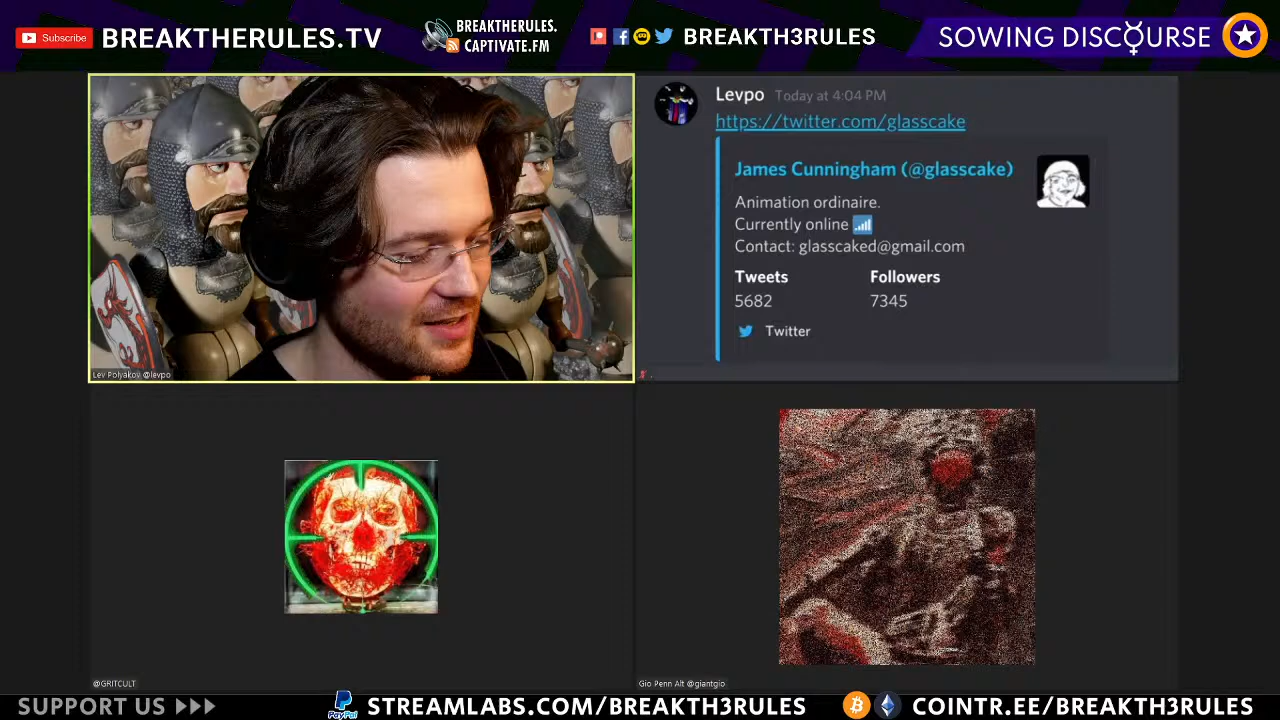 Subscribe
BREAKTHERULES.TV
BREAKTHERULES.
CAPTIVATE.FM
BREAKTH3RULES
SOWING DISCOURSE
Levpo Today at 4:04 PM
https://twitter.com/glasscake
James Cunningham (@glasscake)
Animation ordinaire.
Currently online
Contact: glasscaked@gmail.com
Tweets Followers
5682 7345
Twitter
Lev Polyakov @levpo
@GRITCULT
Gio Penn Alt @giantgio
SUPPORT US
PayPal
STREAMLABS.COM/BREAKTH3RULES
COINTR.EE/BREAKTH3RULES